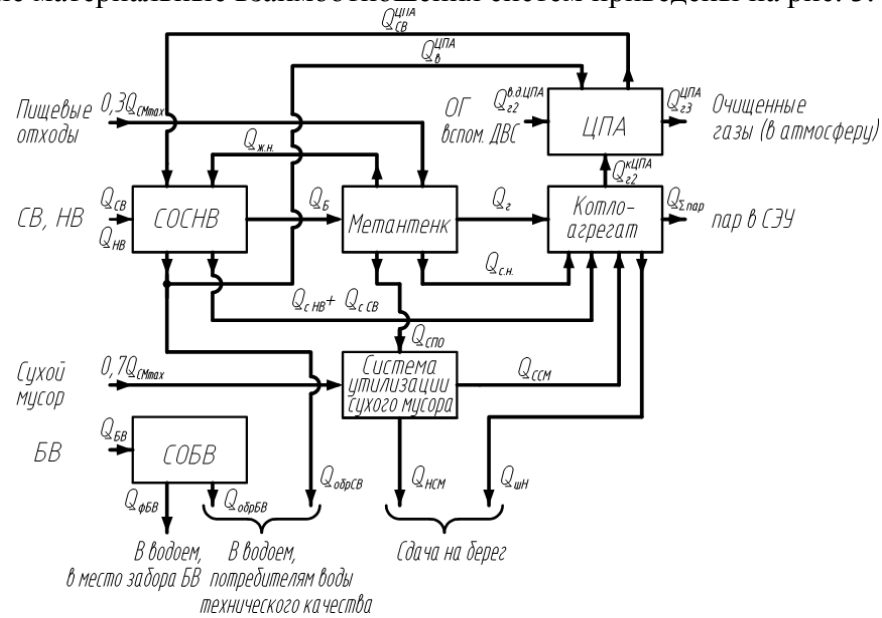 Q_СВ^ЦПА
Q_в^ЦПА
Пищевые 0,3Q_СМmax
отходы
ОГ Q_г2^в.д.ЦПА
вспом. ДВС
ЦПА
Q_г3^ЦПА Очищенные
газы (в атмосферу)
Q_ж.н.
Q_г2^кЦПА
СВ, НВ Q_СВ
Q_НВ
СОСНВ
Q_Б
Метантенк
Q_г
Котло-
агрегат
Q_Σпар пар в СЭУ
Q_с.н.
Q_с НВ + Q_с СВ
Q_СПО
Сухой 0,7Q_СМmax
мусор
Система
утилизации
сухого мусора
Q_ССМ
БВ Q_БВ
СОБВ
Q_фБВ
Q_обрБВ
Q_обрСВ
Q_НСМ
Q_шН
В водоем,
в место забора БВ
В водоем,
потребителям воды
технического качества
Сдача на берег